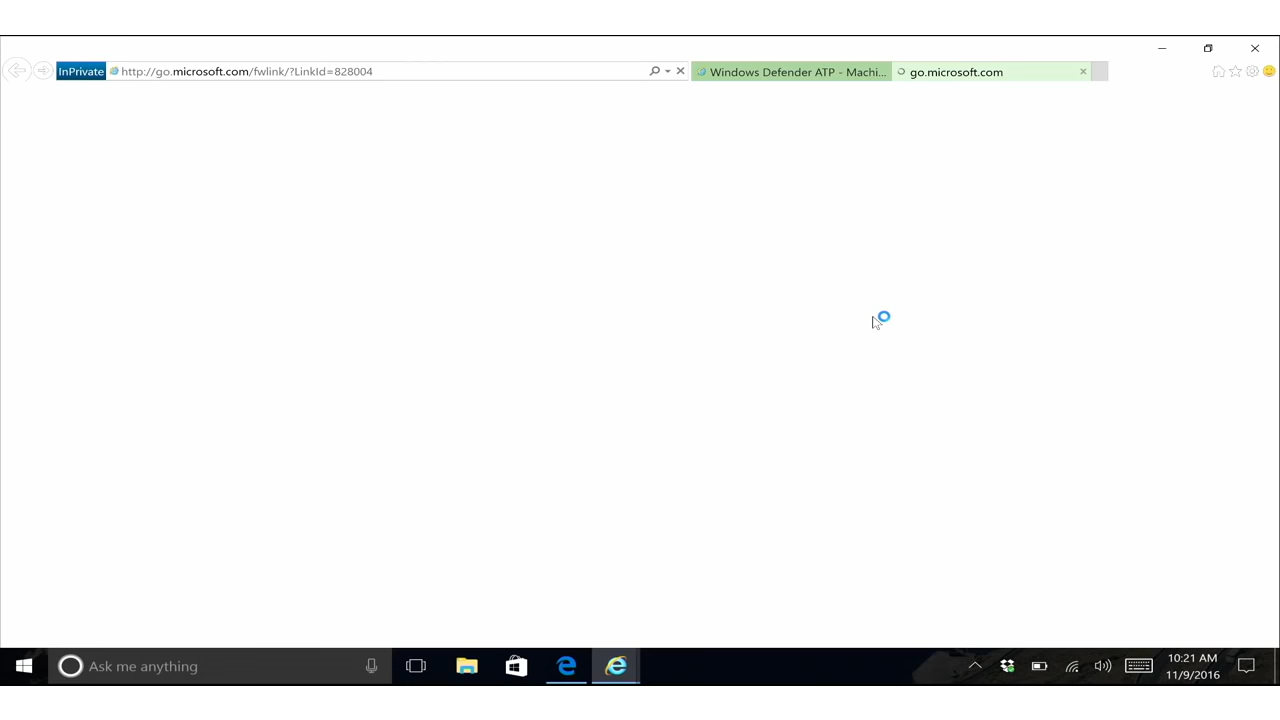 InPrivate http://go.microsoft.com/fwlink/?LinkId=828004 Windows Defender ATP - Machi... go.microsoft.com
Ask me anything
10:21 AM
11/9/2016